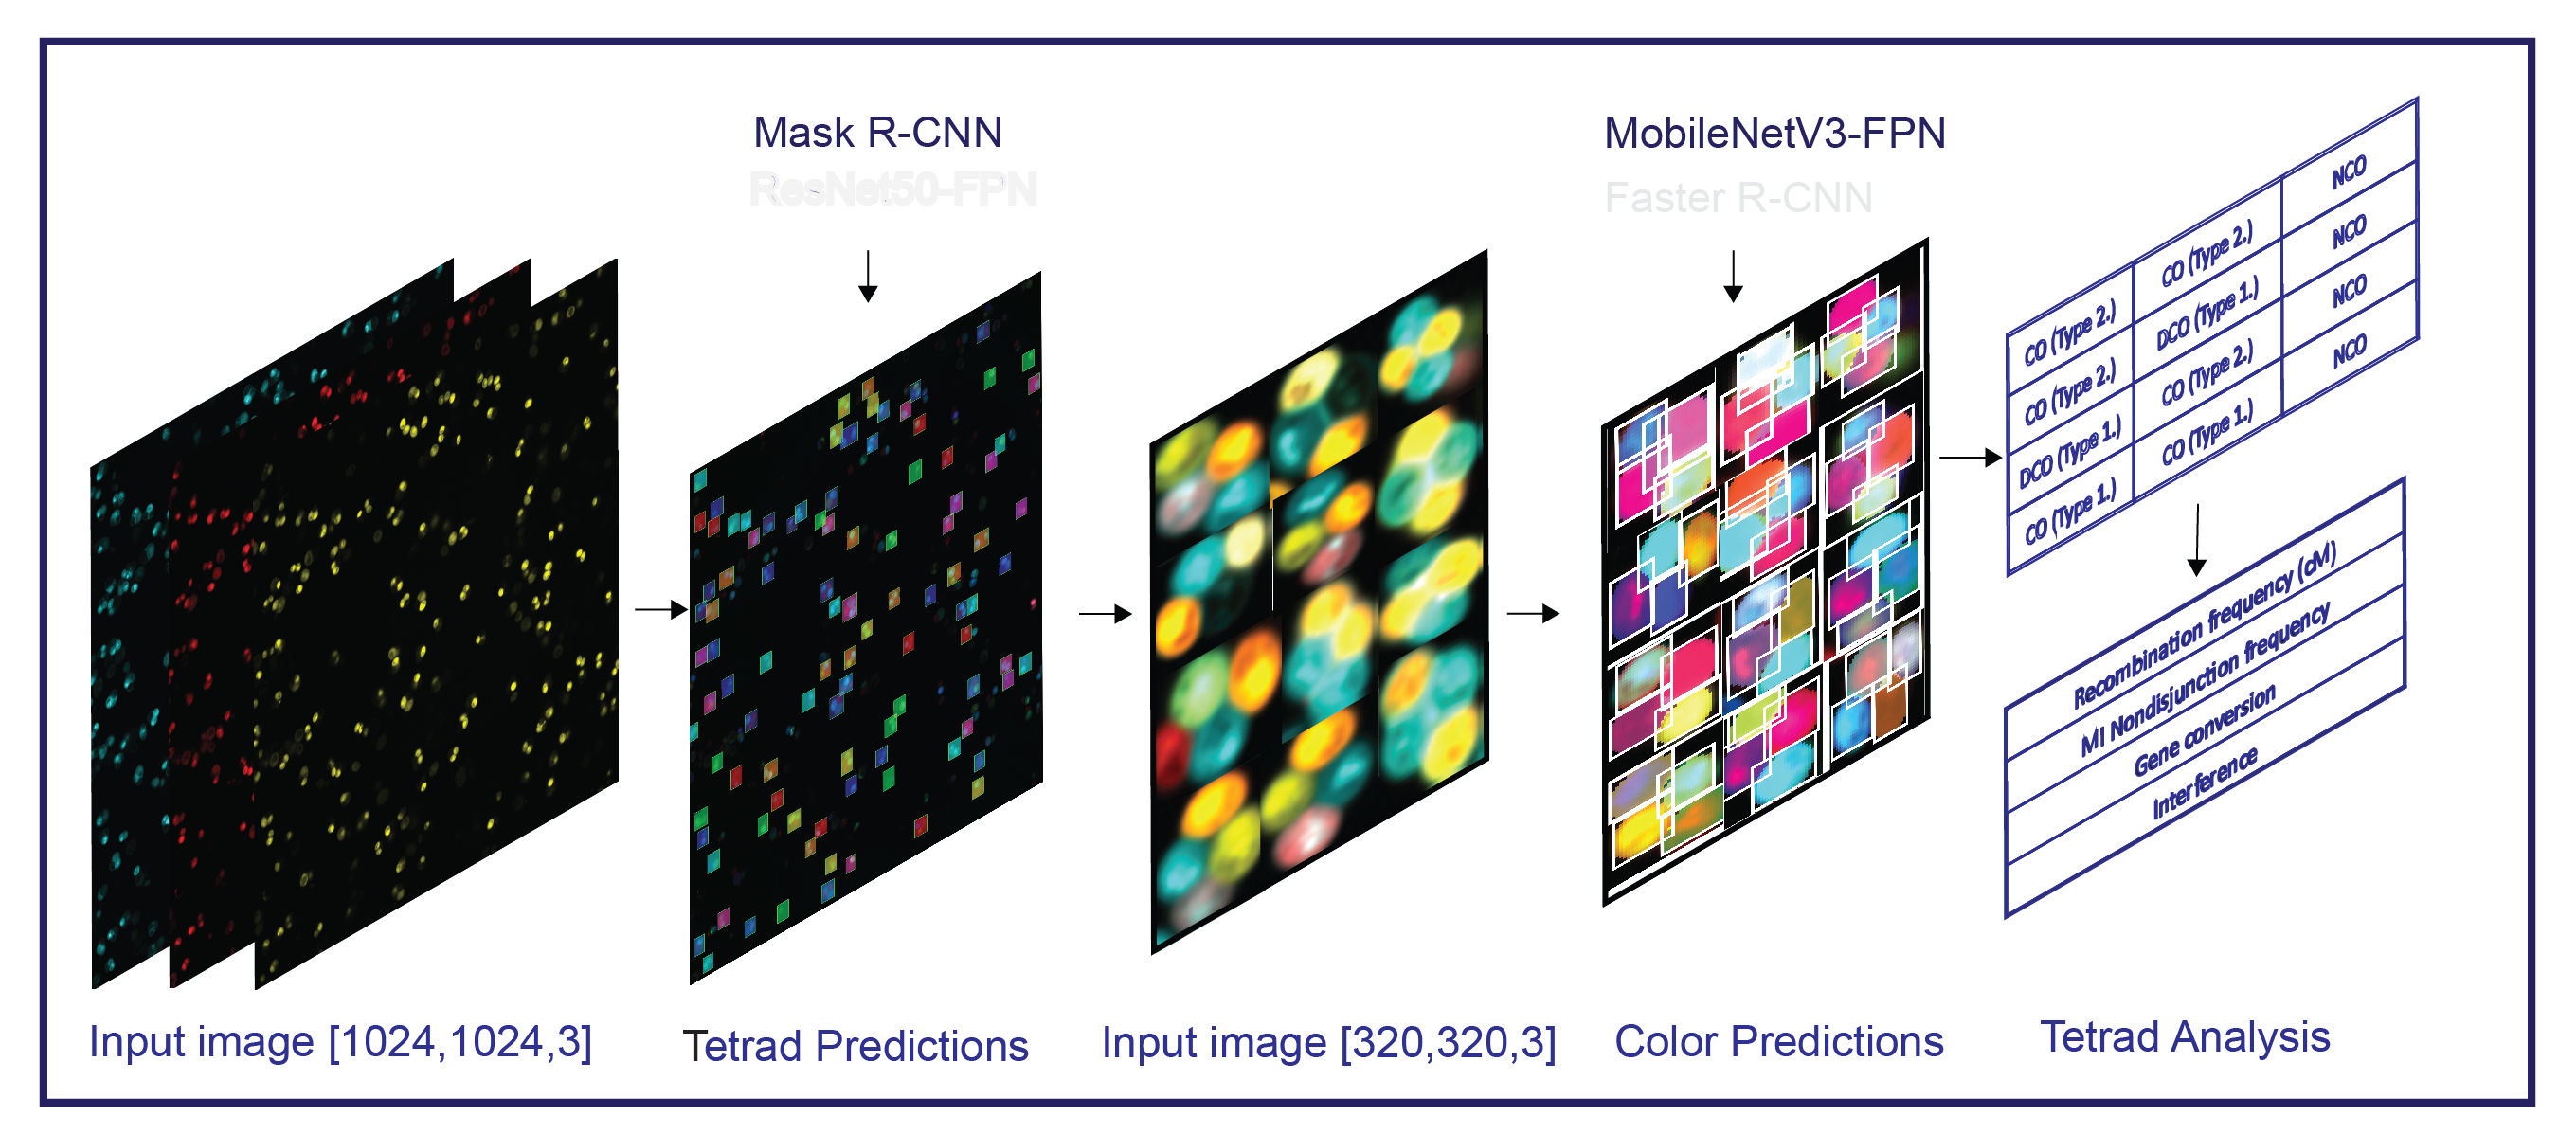 Mask R-CNN
ResNet50-FPN
MobileNetV3-FPN
Faster R-CNN
CO (Type 2.)
CO (Type 2.)
NCO
CO (Type 2.)
DCO (Type 1.)
NCO
DCO (Type 1.)
CO (Type 2.)
NCO
CO (Type 1.)
CO (Type 1.)
NCO
Recombination frequency (cM)
MI Nondisjunction frequency
Gene conversion
Interference
Input image [1024,1024,3]
Tetrad Predictions
Input image [320,320,3]
Color Predictions
Tetrad Analysis